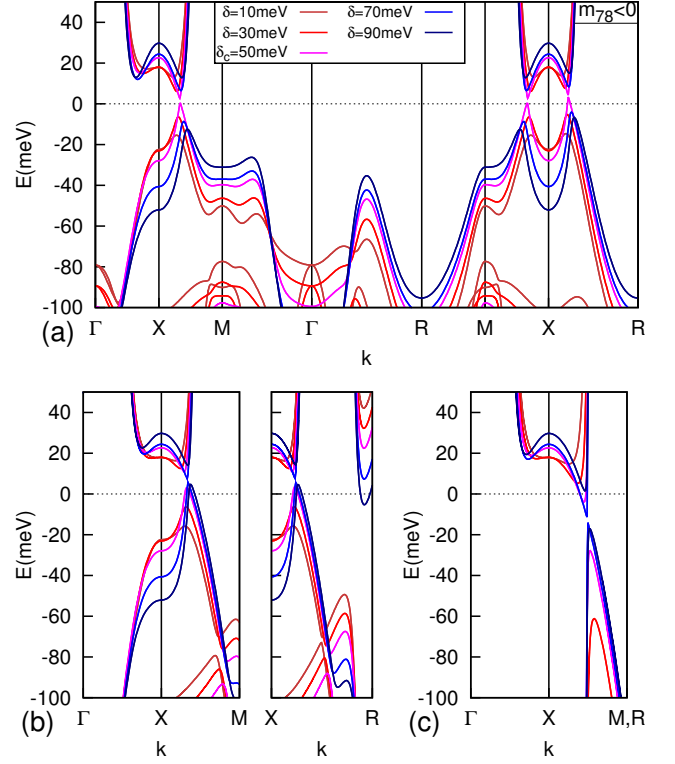 δ=10meV δ=70meV m₇₈<0
δ=30meV δ=90meV
δc=50meV
40
20
0
-20
-40
-60
-80
-100
E(meV)
Γ X M Γ R M X R
(a) k
40
20
0
-20
-40
-60
-80
-100
E(meV)
Γ X M X R
(b) k k
40
20
0
-20
-40
-60
-80
-100
E(meV)
Γ X M,R
(c) k